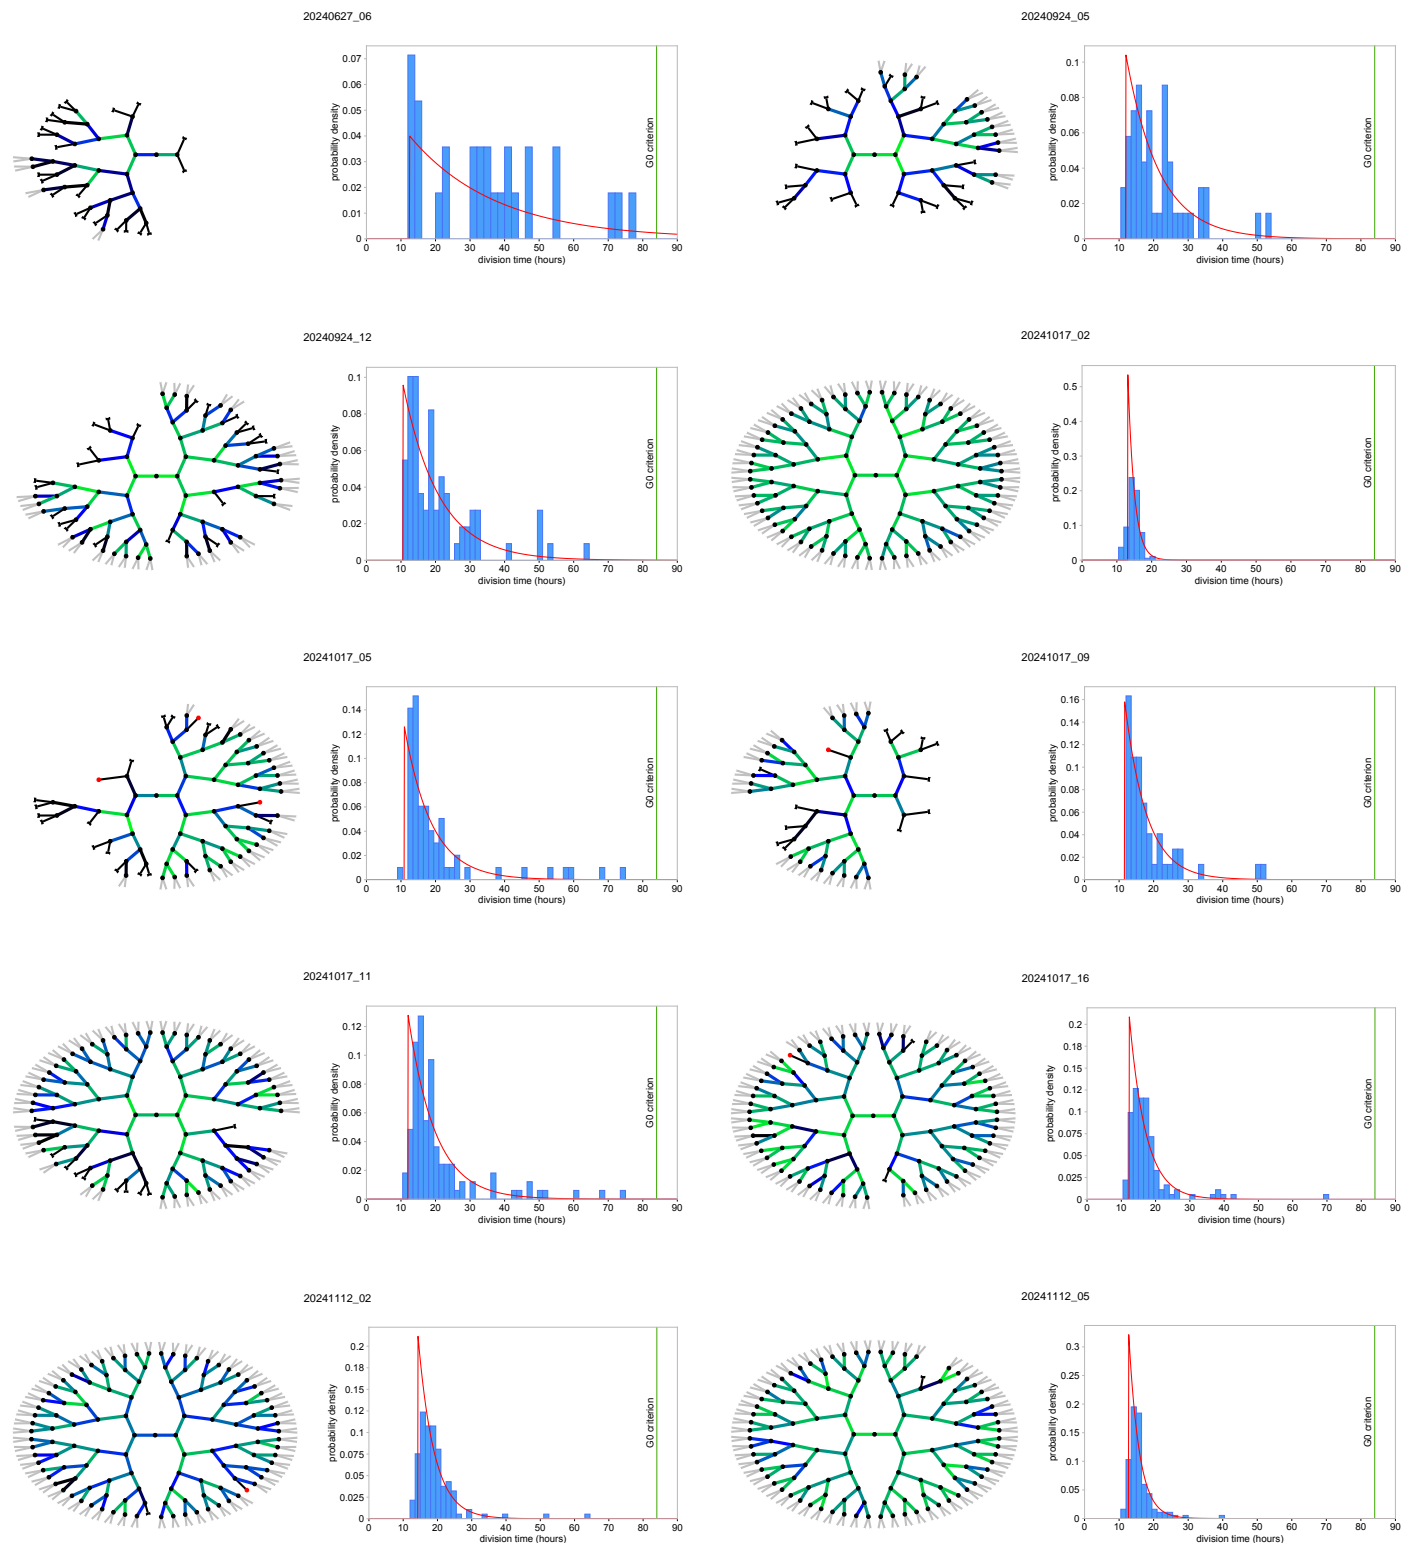 20240627_06
0.07
0.06
0.05
0.04
0.03
0.02
0.01
0
probability density
G0 criterion
0 10 20 30 40 50 60 70 80 90
division time (hours)
20240924_05
0.1
0.08
0.06
0.04
0.02
0
probability density
G0 criterion
0 10 20 30 40 50 60 70 80 90
division time (hours)
20240924_12
0.1
0.08
0.06
0.04
0.02
0
probability density
G0 criterion
0 10 20 30 40 50 60 70 80 90
division time (hours)
20241017_02
0.5
0.4
0.3
0.2
0.1
0
probability density
G0 criterion
0 10 20 30 40 50 60 70 80 90
division time (hours)
20241017_05
0.14
0.12
0.1
0.08
0.06
0.04
0.02
0
probability density
G0 criterion
0 10 20 30 40 50 60 70 80 90
division time (hours)
20241017_09
0.16
0.14
0.12
0.1
0.08
0.06
0.04
0.02
0
probability density
G0 criterion
0 10 20 30 40 50 60 70 80 90
division time (hours)
20241017_11
0.12
0.1
0.08
0.06
0.04
0.02
0
probability density
G0 criterion
0 10 20 30 40 50 60 70 80 90
division time (hours)
20241017_16
0.2
0.18
0.15
0.12
0.1
0.075
0.05
0.025
0
probability density
G0 criterion
0 10 20 30 40 50 60 70 80 90
division time (hours)
20241112_02
0.2
0.18
0.15
0.12
0.1
0.075
0.05
0.025
0
probability density
G0 criterion
0 10 20 30 40 50 60 70 80 90
division time (hours)
20241112_05
0.3
0.25
0.2
0.15
0.1
0.05
0
probability density
G0 criterion
0 10 20 30 40 50 60 70 80 90
division time (hours)